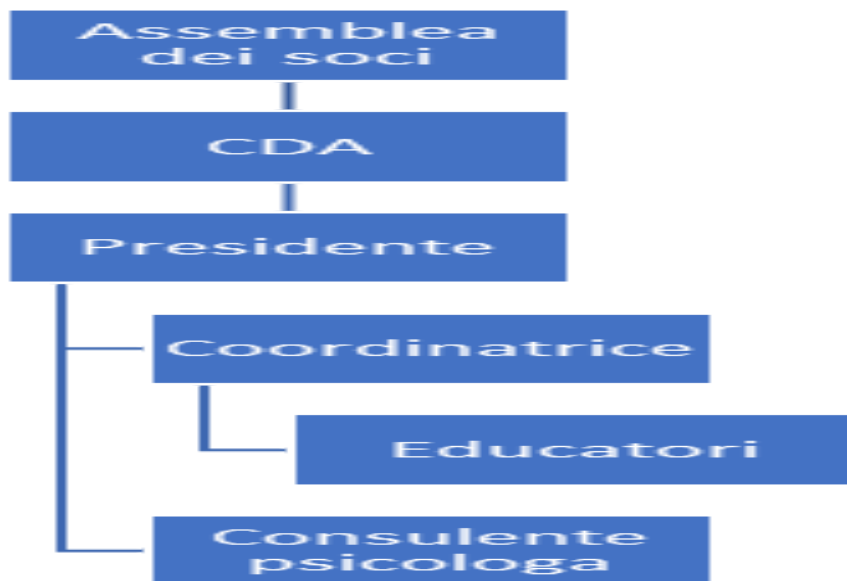 Assemblea
dei soci
CDA
Presidente
Coordinatrice
Educatori
Consulente
psicologa